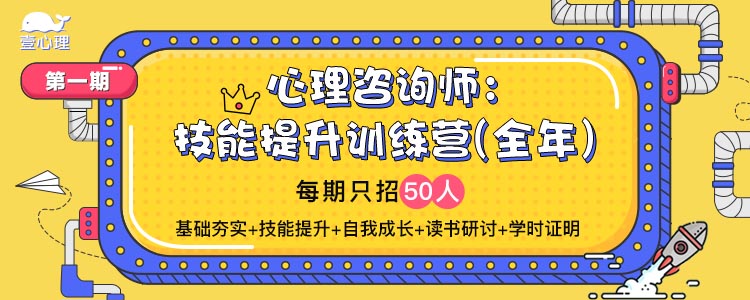 壹心理
第一期
心理咨询师：
技能提升训练营(全年)
每期只招50人
基础夯实+技能提升+自我成长+读书研讨+学时证明